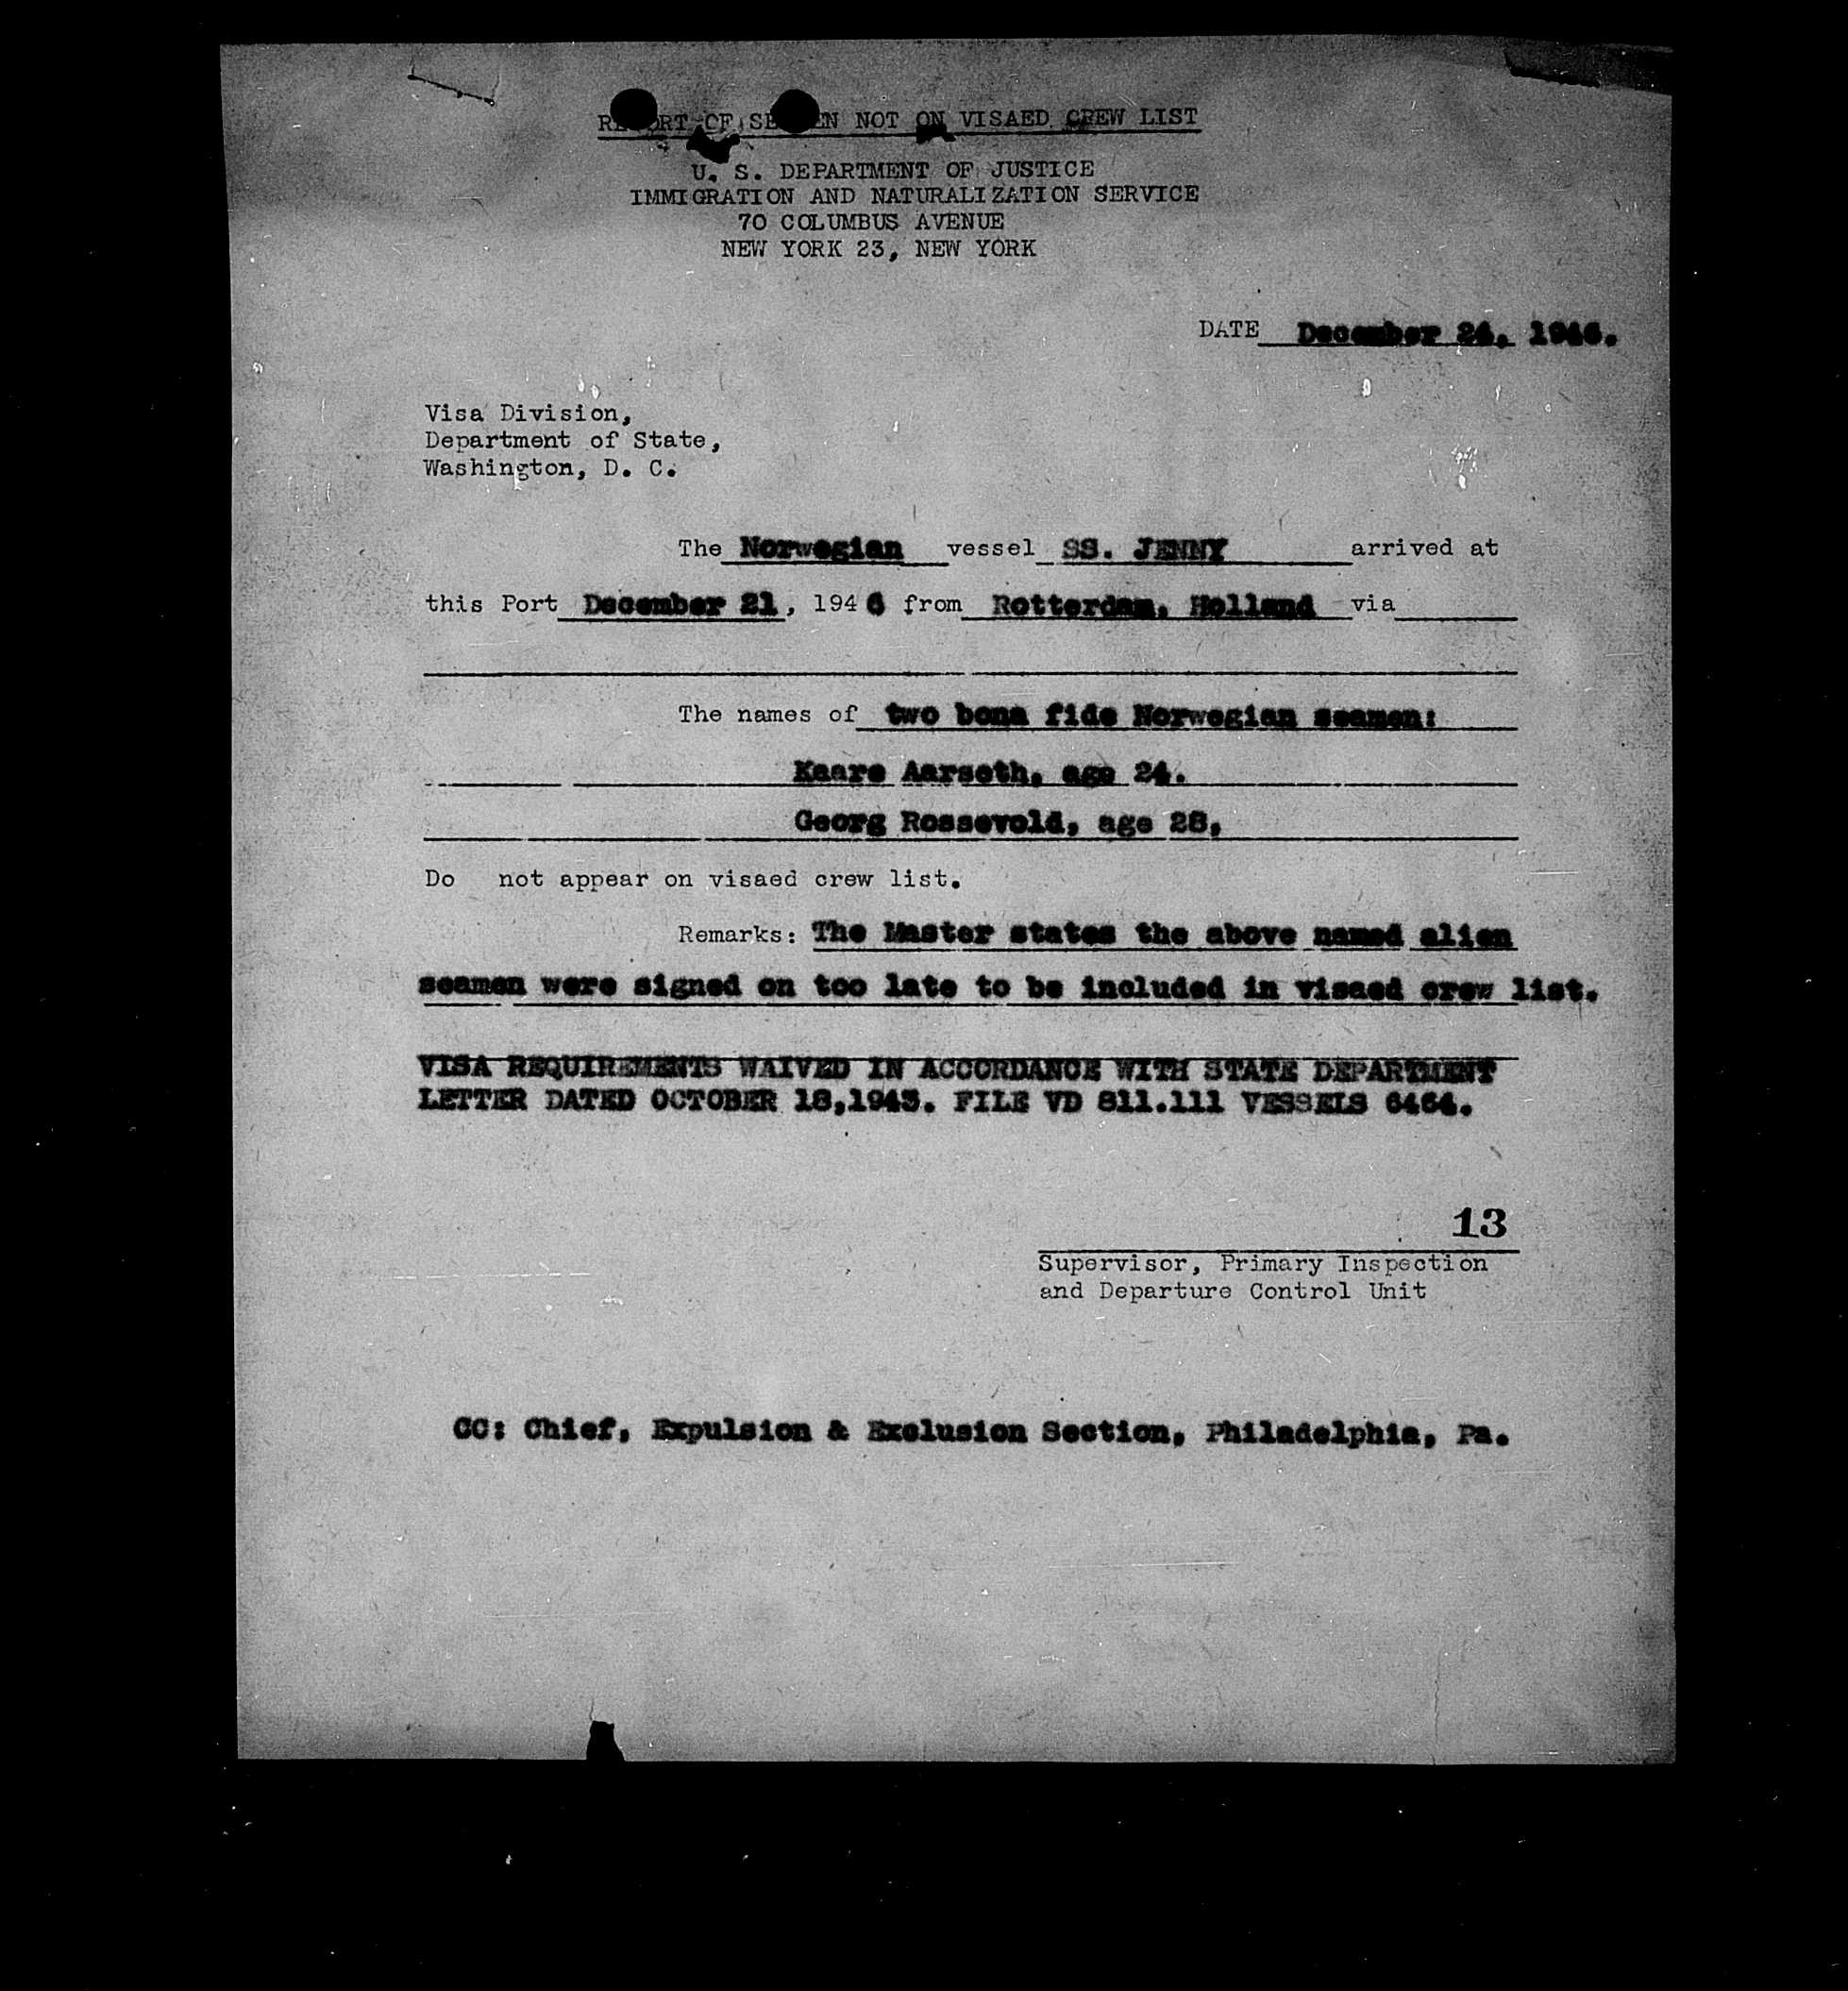 REPORT OF SEAMEN NOT ON VISAED CREW LIST
U. S. DEPARTMENT OF JUSTICE
IMMIGRATION AND NATURALIZATION SERVICE
70 COLUMBUS AVENUE
NEW YORK 23, NEW YORK
DATE December 24, 1946.
Visa Division,
Department of State,
Washington, D. C.
The Norwegian vessel SS. JENNY arrived at
this Port December 21, 1946 from Rotterdam, Holland via
The names of two bona fide Norwegian seamen:
Kaare Aarseth, age 24.
Georg Rossevold, age 28,
Do not appear on visaed crew list.
Remarks: The Master states the above named alien
seamen were signed on too late to be included in visaed crew list.
VISA REQUIREMENTS WAIVED IN ACCORDANCE WITH STATE DEPARTMENT
LETTER DATED OCTOBER 18,1943. FILE VD 811.111 VESSELS 6464.
13
Supervisor, Primary Inspection
and Departure Control Unit
CC: Chief, Expulsion & Exclusion Section, Philadelphia, Pa.